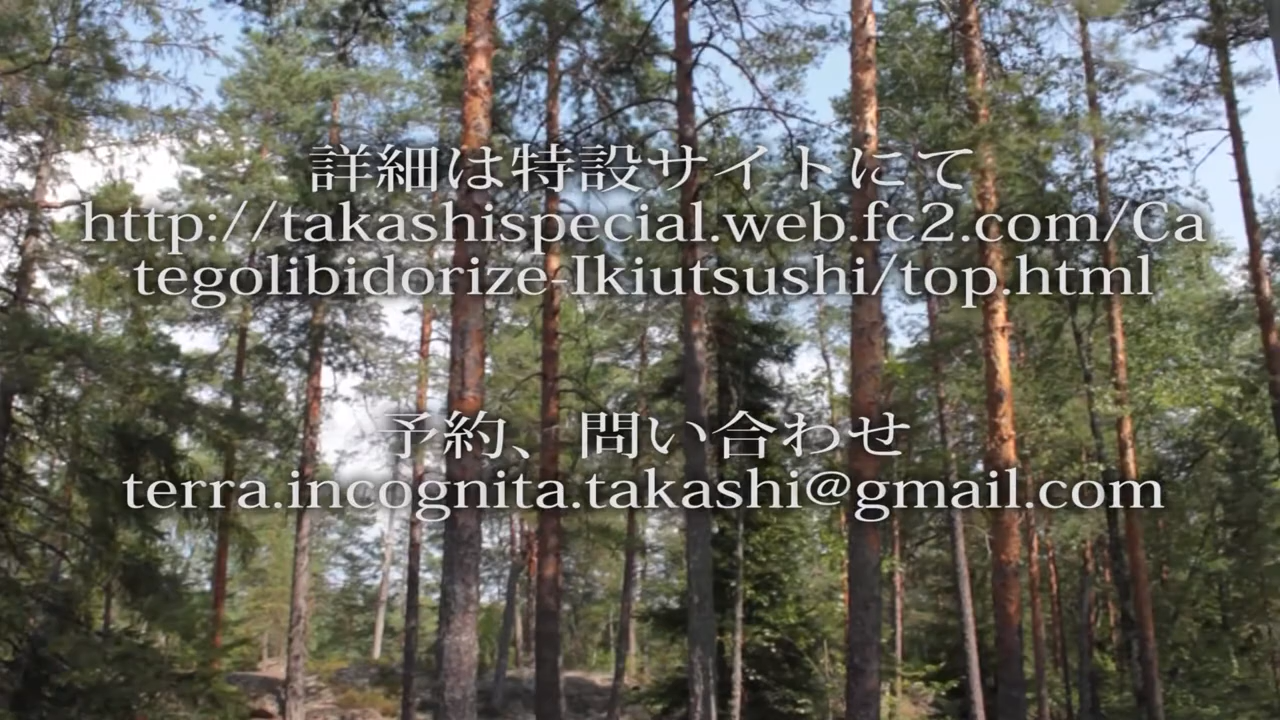 詳細は特設サイトにて
http://takashispecial.web.fc2.com/Ca
tegolibidorize-Ikiutsushi/top.html
予約、問い合わせ
terra.incognita.takashi@gmail.com